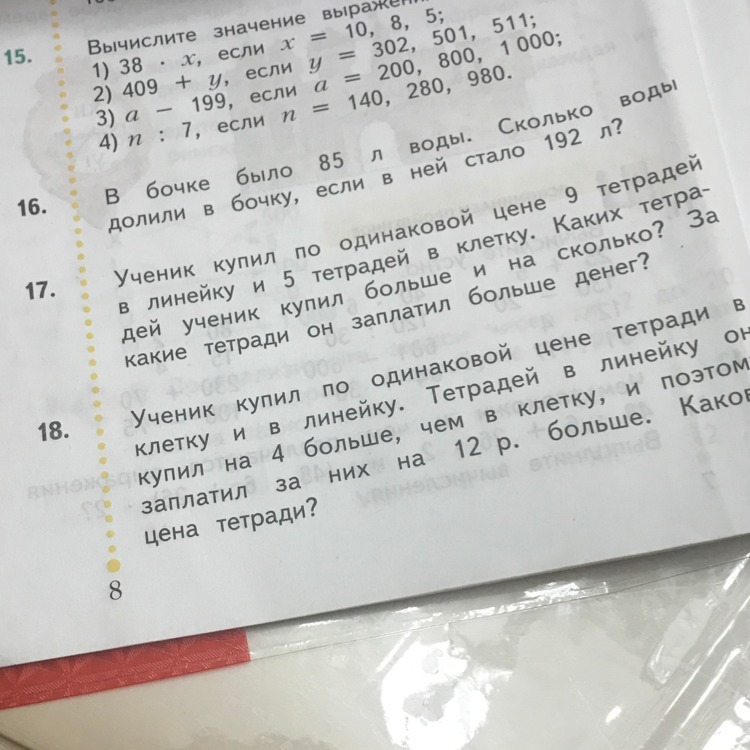 15. Вычислите значение выражения
1) 38 · x, если x = 10, 8, 5;
2) 409 + y, если y = 302, 501, 511;
3) a − 199, если a = 200, 800, 1 000;
4) n : 7, если n = 140, 280, 980.
16. В бочке было 85 л воды. Сколько воды
долили в бочку, если в ней стало 192 л?
17. Ученик купил по одинаковой цене 9 тетрадей
в линейку и 5 тетрадей в клетку. Каких тетра-
дей ученик купил больше и на сколько? За
какие тетради он заплатил больше денег?
18. Ученик купил по одинаковой цене тетради в
клетку и в линейку. Тетрадей в линейку он
купил на 4 больше, чем в клетку, и поэтом
заплатил за них на 12 р. больше. Каков
цена тетради?
8